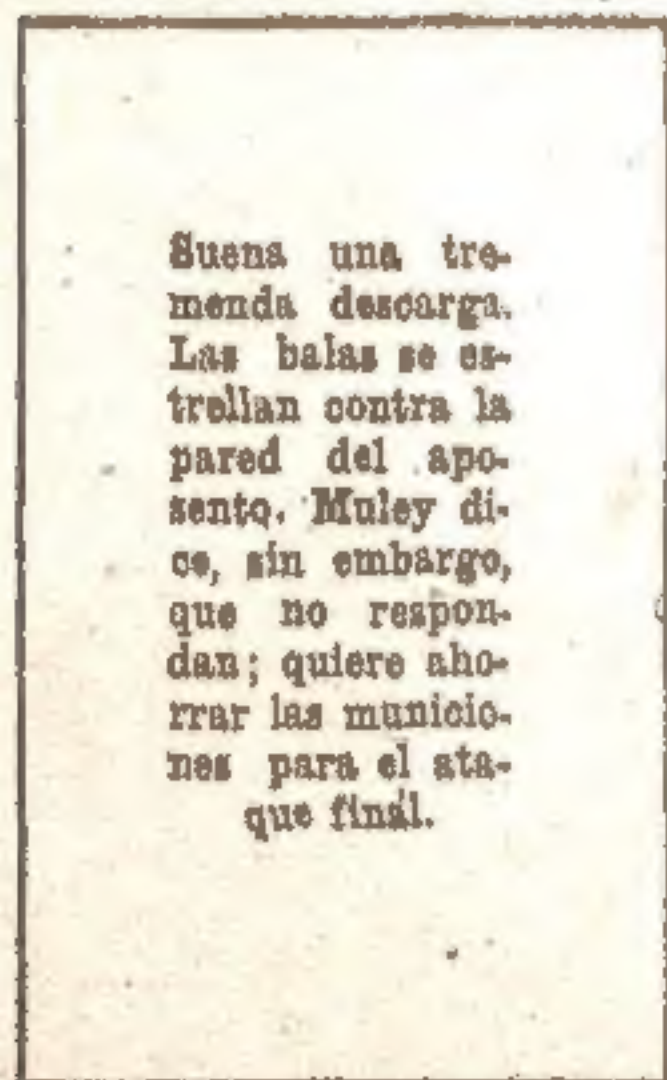 Suena una tre-
menda descarga.
Las balas se es-
trellan contra la
pared del apo-
sento. Muley di-
ce, sin embargo,
que no respon-
dan; quiere aho-
rrar las municio-
nes para el ata-
que final.